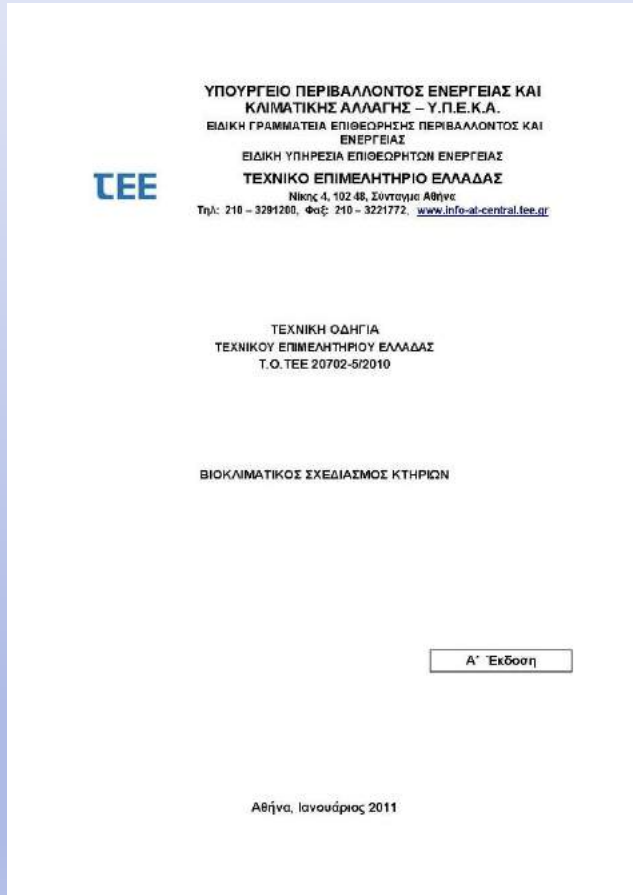 ΥΠΟΥΡΓΕΙΟ ΠΕΡΙΒΑΛΛΟΝΤΟΣ ΕΝΕΡΓΕΙΑΣ ΚΑΙ
ΚΛΙΜΑΤΙΚΗΣ ΑΛΛΑΓΗΣ – Υ.Π.Ε.Κ.Α.
ΕΙΔΙΚΗ ΓΡΑΜΜΑΤΕΙΑ ΕΠΙΘΕΩΡΗΣΗΣ ΠΕΡΙΒΑΛΛΟΝΤΟΣ ΚΑΙ
ΕΝΕΡΓΕΙΑΣ
ΕΙΔΙΚΗ ΥΠΗΡΕΣΙΑ ΕΠΙΘΕΩΡΗΤΩΝ ΕΝΕΡΓΕΙΑΣ
ΤΕΕ
ΤΕΧΝΙΚΟ ΕΠΙΜΕΛΗΤΗΡΙΟ ΕΛΛΑΔΑΣ
Νίκης 4, 102 48, Σύνταγμα Αθήνα
Τηλ: 210 – 3291200, Φαξ: 210 – 3221772, www.info-at-central.tee.gr
ΤΕΧΝΙΚΗ ΟΔΗΓΙΑ
ΤΕΧΝΙΚΟΥ ΕΠΙΜΕΛΗΤΗΡΙΟΥ ΕΛΛΑΔΑΣ
Τ.Ο.ΤΕΕ 20702-5/2010
ΒΙΟΚΛΙΜΑΤΙΚΟΣ ΣΧΕΔΙΑΣΜΟΣ ΚΤΗΡΙΩΝ
Α' Έκδοση
Αθήνα, Ιανουάριος 2011